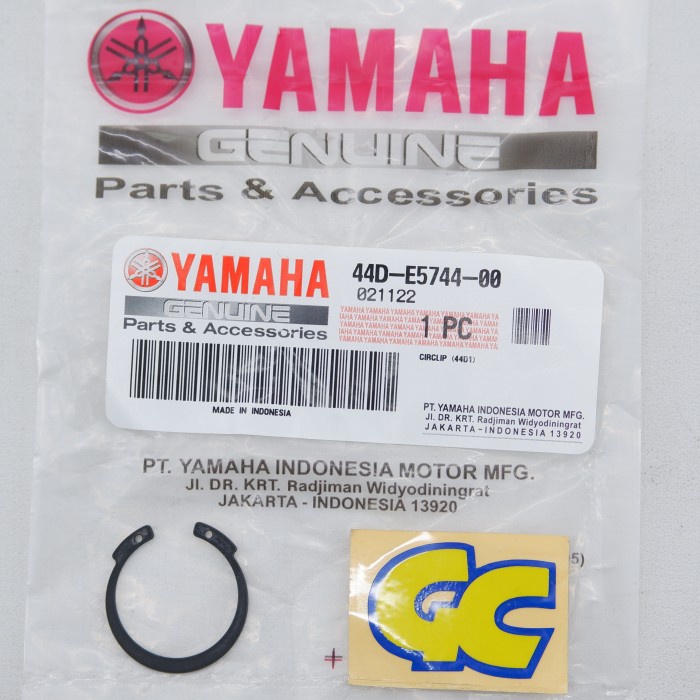 YAMAHA
GENUINE
Parts & Accessories
YAMAHA
GENUINE
Parts & Accessories
44D-E5744-00
021122
1 PC
CIRCLIP (44D1)
MADE IN INDONESIA
PT. YAMAHA INDONESIA MOTOR MFG.
Jl. DR. KRT. Radjiman Widyodiningrat
JAKARTA - INDONESIA 13920
PT. YAMAHA INDONESIA MOTOR MFG.
Jl. DR. KRT. Radjiman Widyodiningrat
JAKARTA - INDONESIA 13920
GC